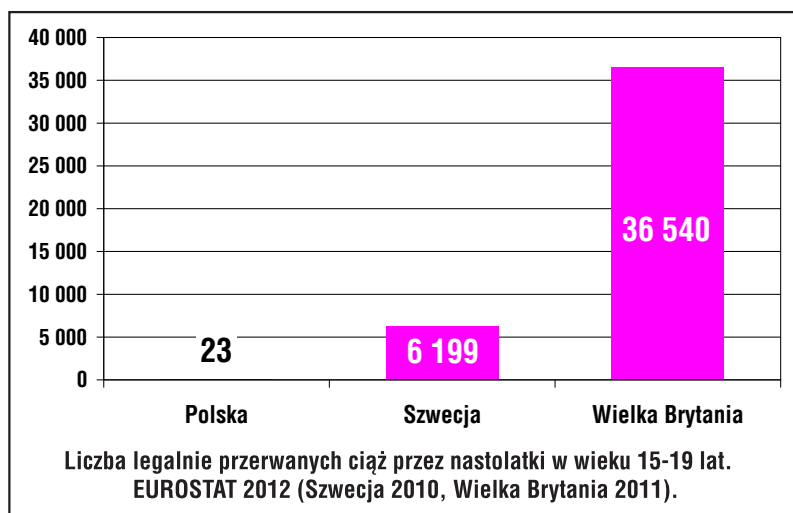 40 000
35 000
30 000
25 000
20 000
15 000
10 000
5 000
0
23
6 199
36 540
Polska
Szwecja
Wielka Brytania
Liczba legalnie przerwanych ciąż przez nastolatki w wieku 15-19 lat.
EUROSTAT 2012 (Szwecja 2010, Wielka Brytania 2011).